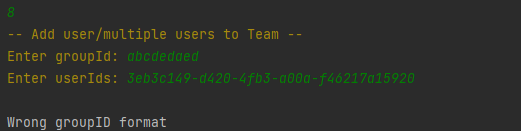 8
-- Add user/multiple users to Team --
Enter groupId: abcdedaed
Enter userIds: 3eb3c149-d420-4fb3-a00a-f46217a15920
Wrong groupID format